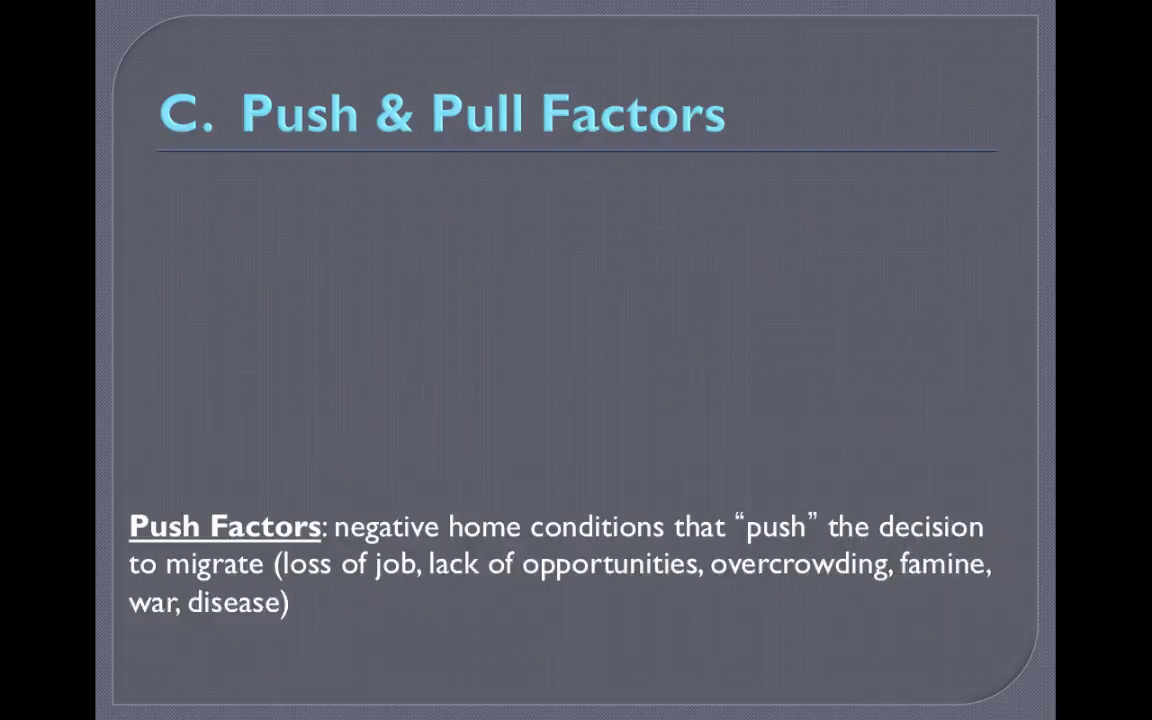 C. Push & Pull Factors
Push Factors: negative home conditions that “push” the decision
to migrate (loss of job, lack of opportunities, overcrowding, famine,
war, disease)